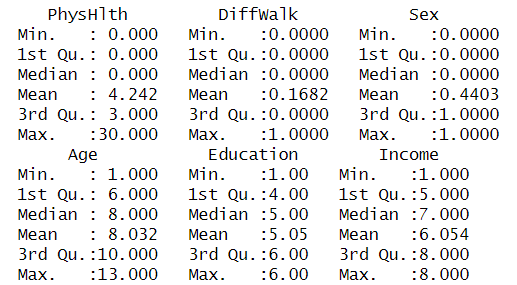 PhysHlth DiffWalk Sex
Min. : 0.000 Min. :0.0000 Min. :0.0000
1st Qu.: 0.000 1st Qu.:0.0000 1st Qu.:0.0000
Median : 0.000 Median :0.0000 Median :0.0000
Mean : 4.242 Mean :0.1682 Mean :0.4403
3rd Qu.: 3.000 3rd Qu.:0.0000 3rd Qu.:1.0000
Max. :30.000 Max. :1.0000 Max. :1.0000
Age Education Income
Min. : 1.000 Min. :1.00 Min. :1.000
1st Qu.: 6.000 1st Qu.:4.00 1st Qu.:5.000
Median : 8.000 Median :5.00 Median :7.000
Mean : 8.032 Mean :5.05 Mean :6.054
3rd Qu.:10.000 3rd Qu.:6.00 3rd Qu.:8.000
Max. :13.000 Max. :6.00 Max. :8.000